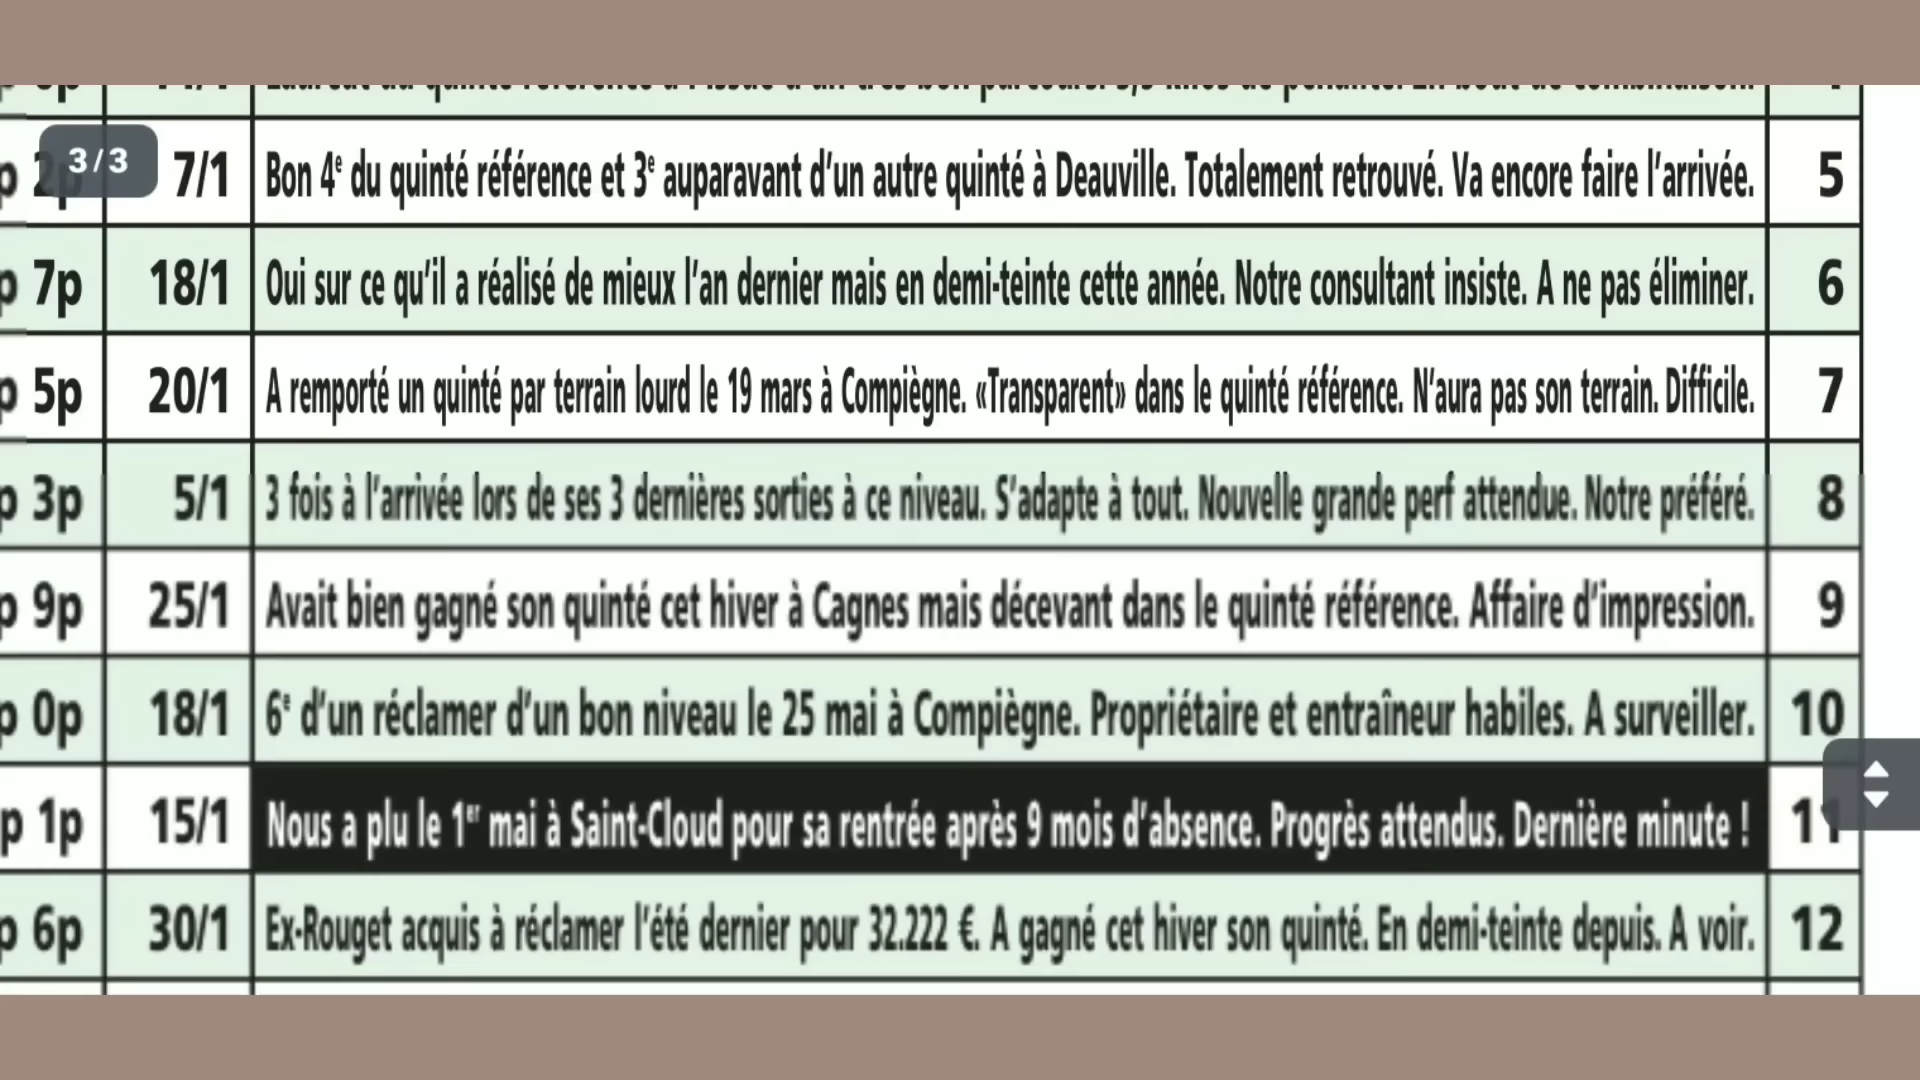 3/3
7/1 Bon 4e du quinté référence et 3e auparavant d'un autre quinté à Deauville. Totalement retrouvé. Va encore faire l'arrivée. 5
p 7p 18/1 Oui sur ce qu'il a réalisé de mieux l'an dernier mais en demi-teinte cette année. Notre consultant insiste. A ne pas éliminer. 6
p 5p 20/1 A remporté un quinté par terrain lourd le 19 mars à Compiègne. «Transparent» dans le quinté référence. N'aura pas son terrain. Difficile. 7
p 3p 5/1 3 fois à l'arrivée lors de ses 3 dernières sorties à ce niveau. S'adapte à tout. Nouvelle grande perf attendue. Notre préféré. 8
p 9p 25/1 Avait bien gagné son quinté cet hiver à Cagnes mais décevant dans le quinté référence. Affaire d'impression. 9
p 0p 18/1 6e d'un réclamer d'un bon niveau le 25 mai à Compiègne. Propriétaire et entraîneur habiles. A surveiller. 10
p 1p 15/1 Nous a plu le 1er mai à Saint-Cloud pour sa rentrée après 9 mois d'absence. Progrès attendus. Dernière minute ! 11
p 6p 30/1 Ex-Rouget acquis à réclamer l'été dernier pour 32.222 €. A gagné cet hiver son quinté. En demi-teinte depuis. A voir. 12